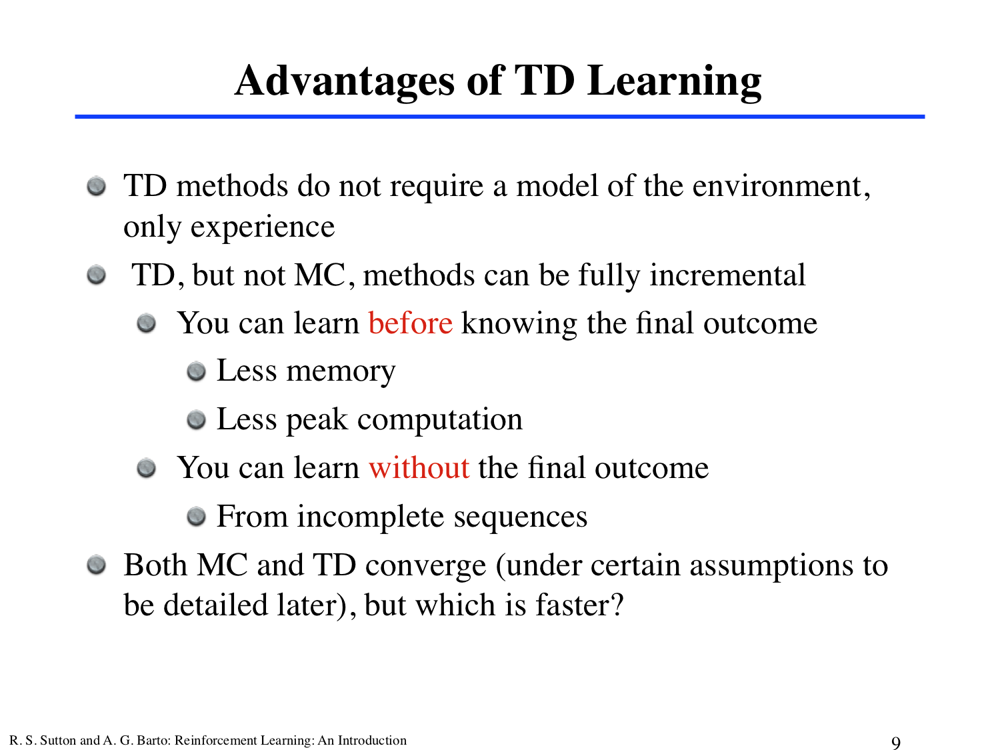 Advantages of TD Learning
TD methods do not require a model of the environment,
only experience
TD, but not MC, methods can be fully incremental
You can learn before knowing the final outcome
Less memory
Less peak computation
You can learn without the final outcome
From incomplete sequences
Both MC and TD converge (under certain assumptions to
be detailed later), but which is faster?
R. S. Sutton and A. G. Barto: Reinforcement Learning: An Introduction
9